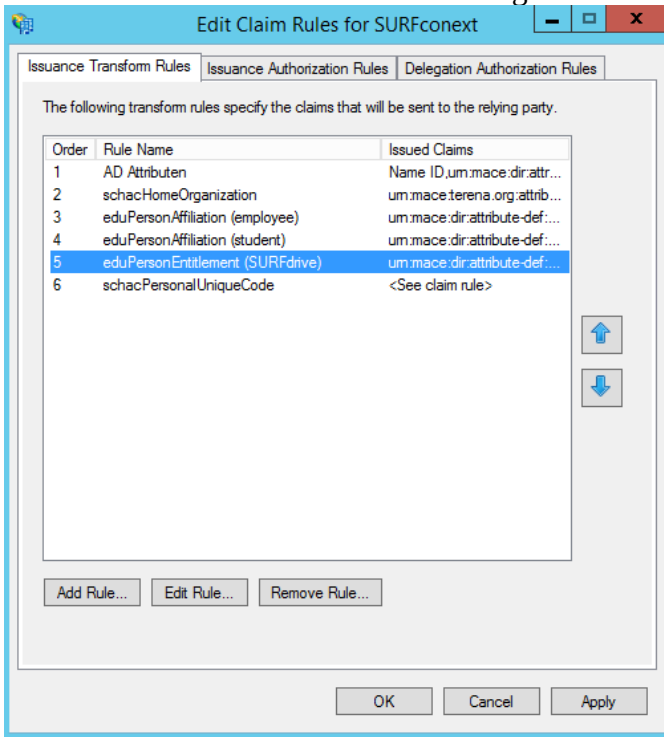 Edit Claim Rules for SURFconext
Issuance Transform Rules Issuance Authorization Rules Delegation Authorization Rules
The following transform rules specify the claims that will be sent to the relying party.
Order Rule Name Issued Claims
1 AD Attributen Name ID,urn:mace:dir:attr...
2 schacHomeOrganization urn:mace:terena.org:attrib...
3 eduPersonAffiliation (employee) urn:mace:dir:attribute-def:...
4 eduPersonAffiliation (student) urn:mace:dir:attribute-def:...
5 eduPersonEntitlement (SURFdrive) urn:mace:dir:attribute-def:...
6 schacPersonalUniqueCode <See claim rule>
Add Rule... Edit Rule... Remove Rule...
OK Cancel Apply